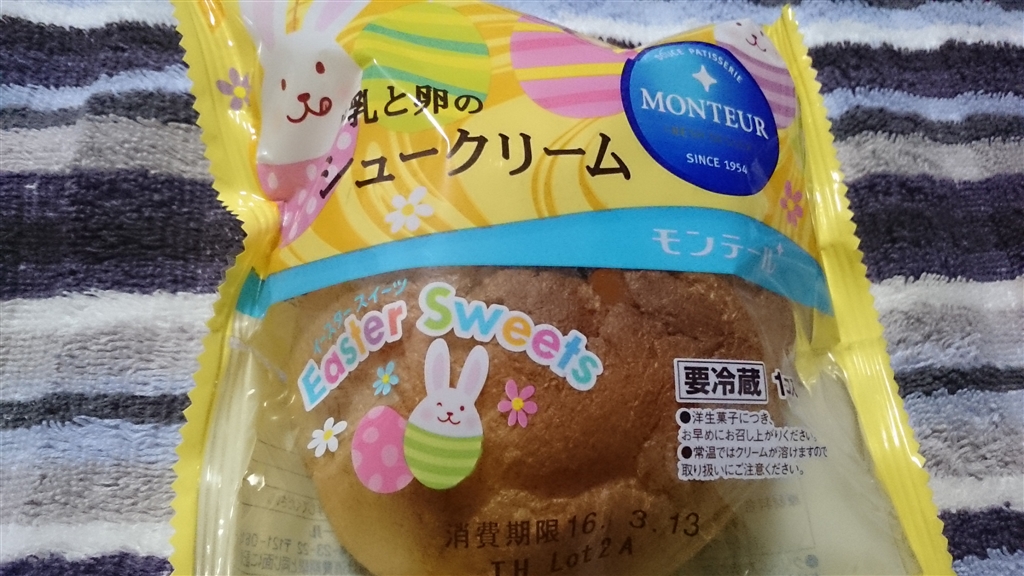 乳と卵の
シュークリーム
PATISSERIE
MONTEUR
SINCE 1954
モンテール
イースタースイーツ
Easter Sweets
要冷蔵
●洋生菓子につき、
お早めにお召し上がりください。
●常温ではクリームが溶けますので
取り扱いにご注意ください。
消費期限16. 3.13
TH Lot2A